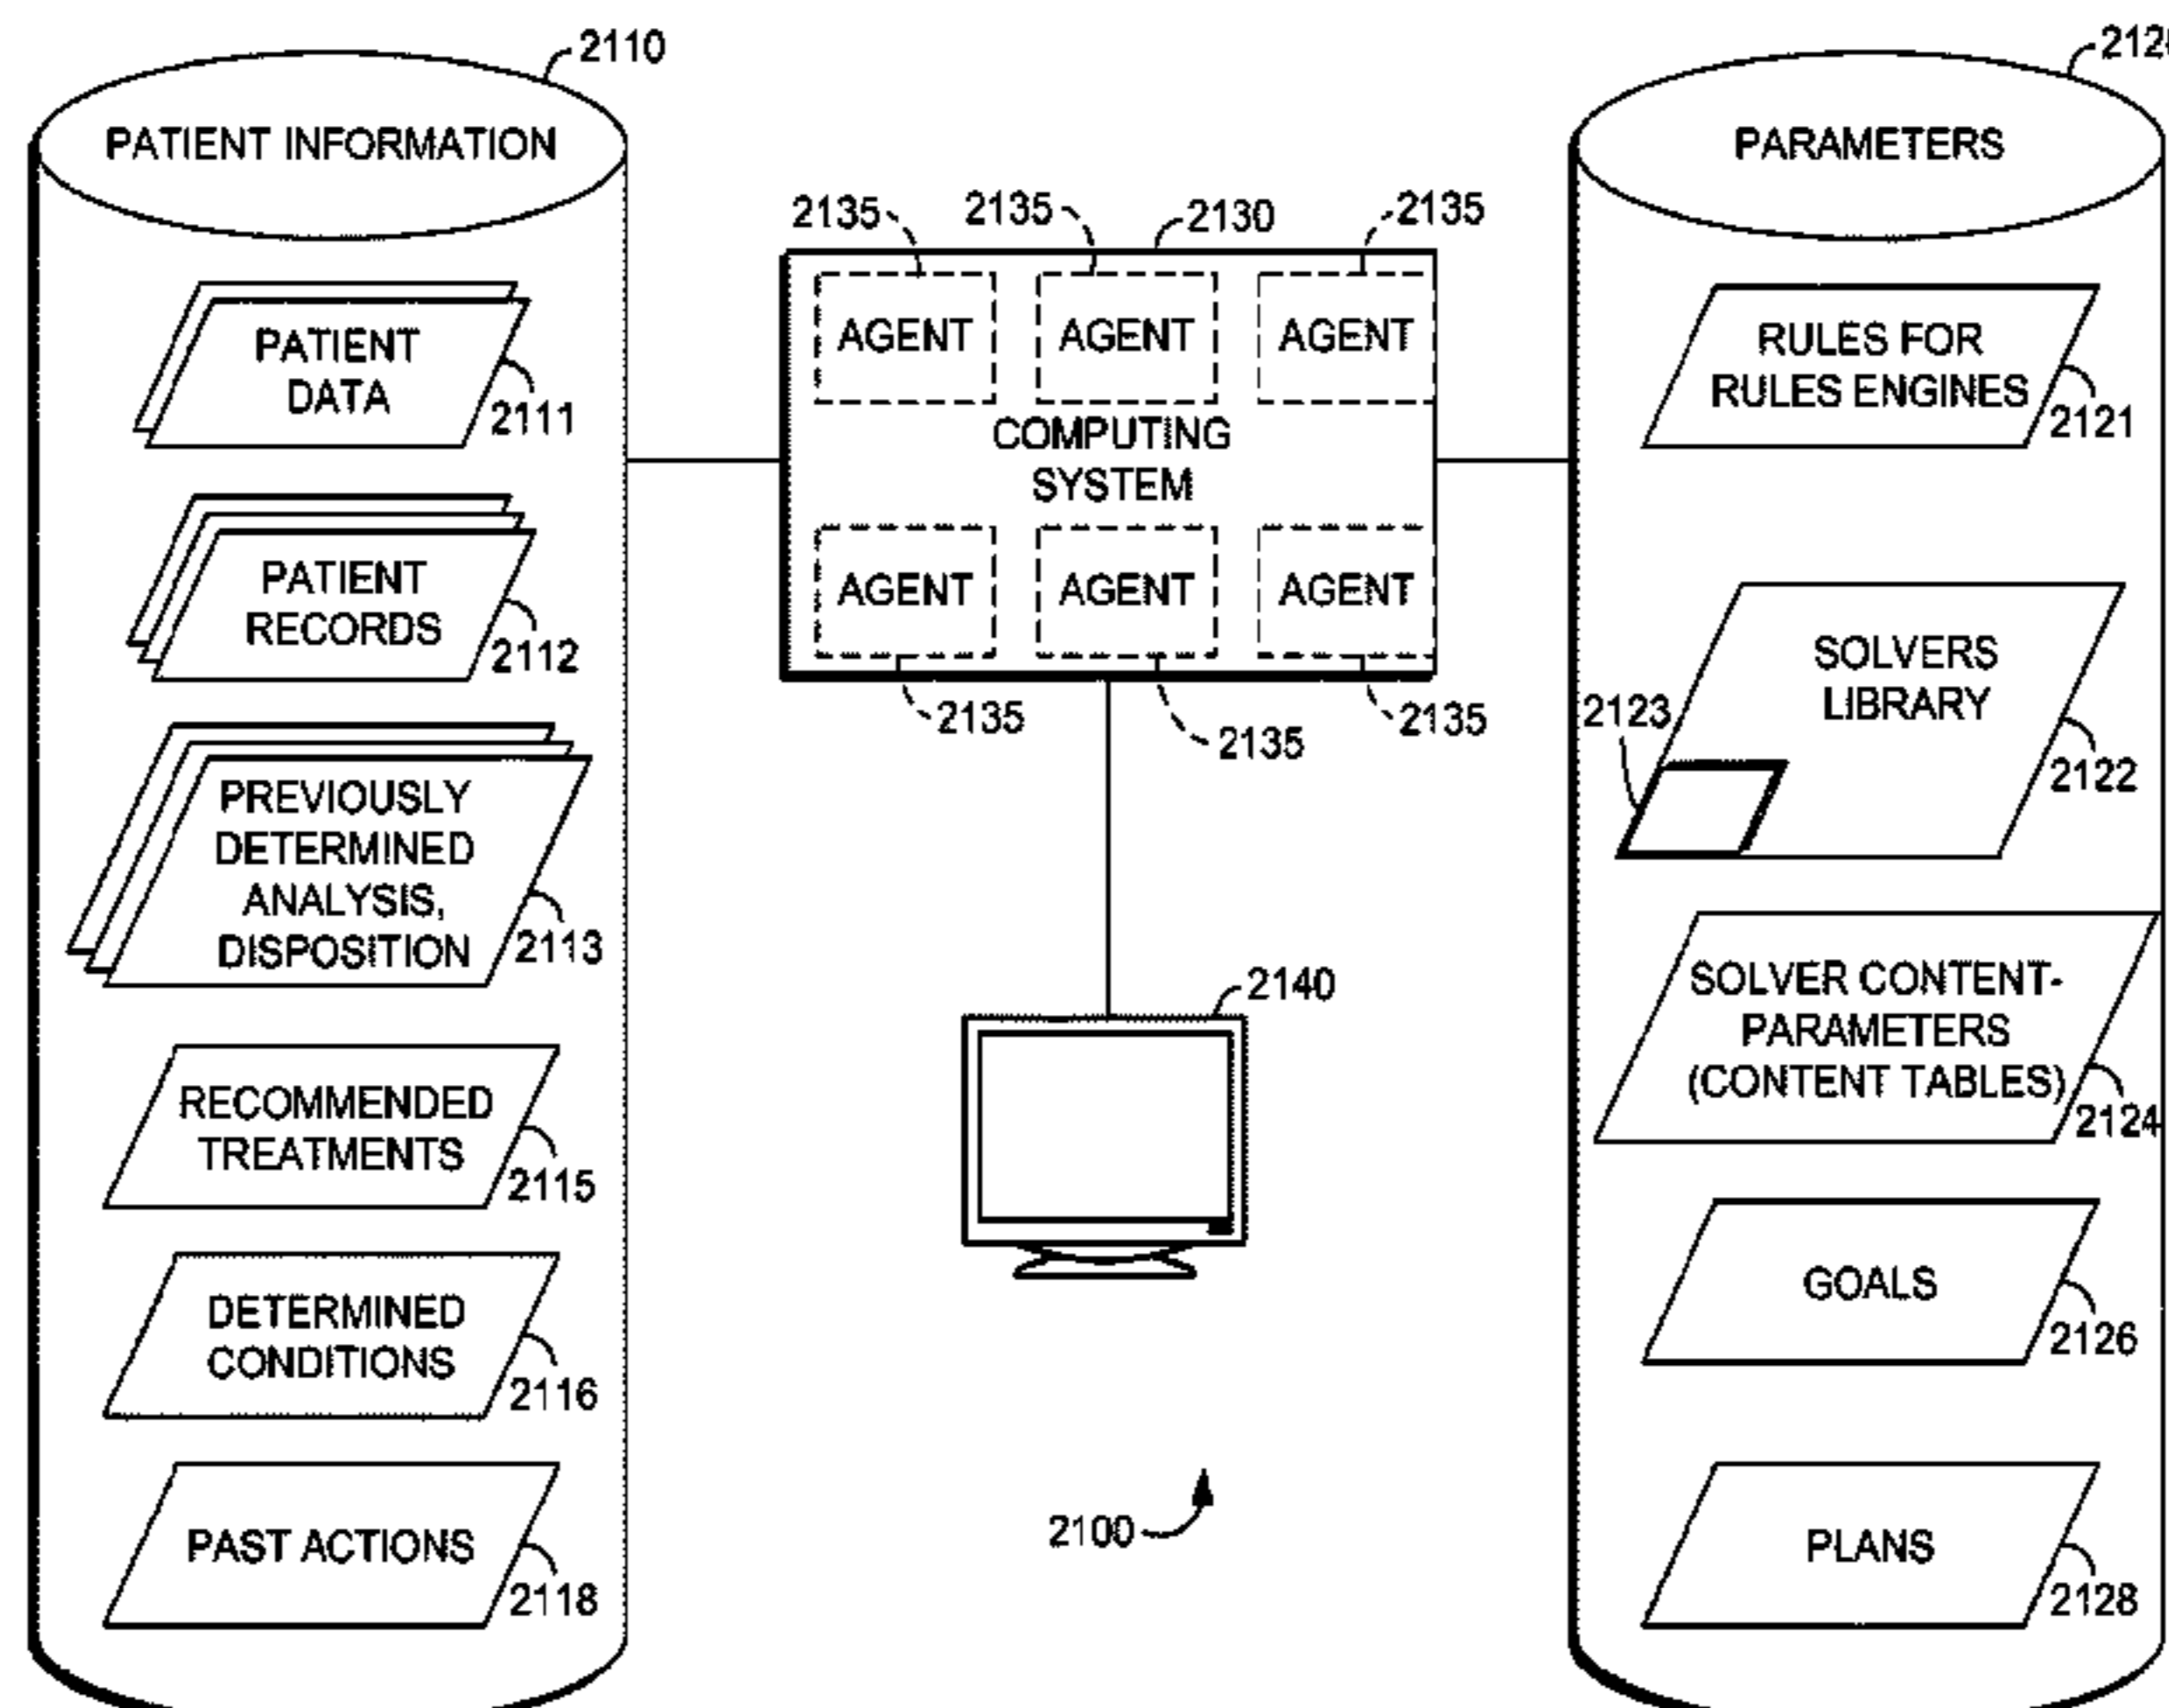 2110
PATIENT INFORMATION
PATIENT
DATA
2111
PATIENT
RECORDS
2112
PREVIOUSLY
DETERMINED
ANALYSIS,
DISPOSITION
2113
RECOMMENDED
TREATMENTS
2115
DETERMINED
CONDITIONS
2116
PAST ACTIONS
2118
2135
2135
2130
2135
AGENT
AGENT
AGENT
COMPUTING
SYSTEM
AGENT
AGENT
AGENT
2135
2135
2135
2140
2100
PARAMETERS
RULES FOR
RULES ENGINES
2121
SOLVERS
LIBRARY
2123
2122
SOLVER CONTENT-
PARAMETERS
(CONTENT TABLES)
2124
GOALS
2126
PLANS
2128